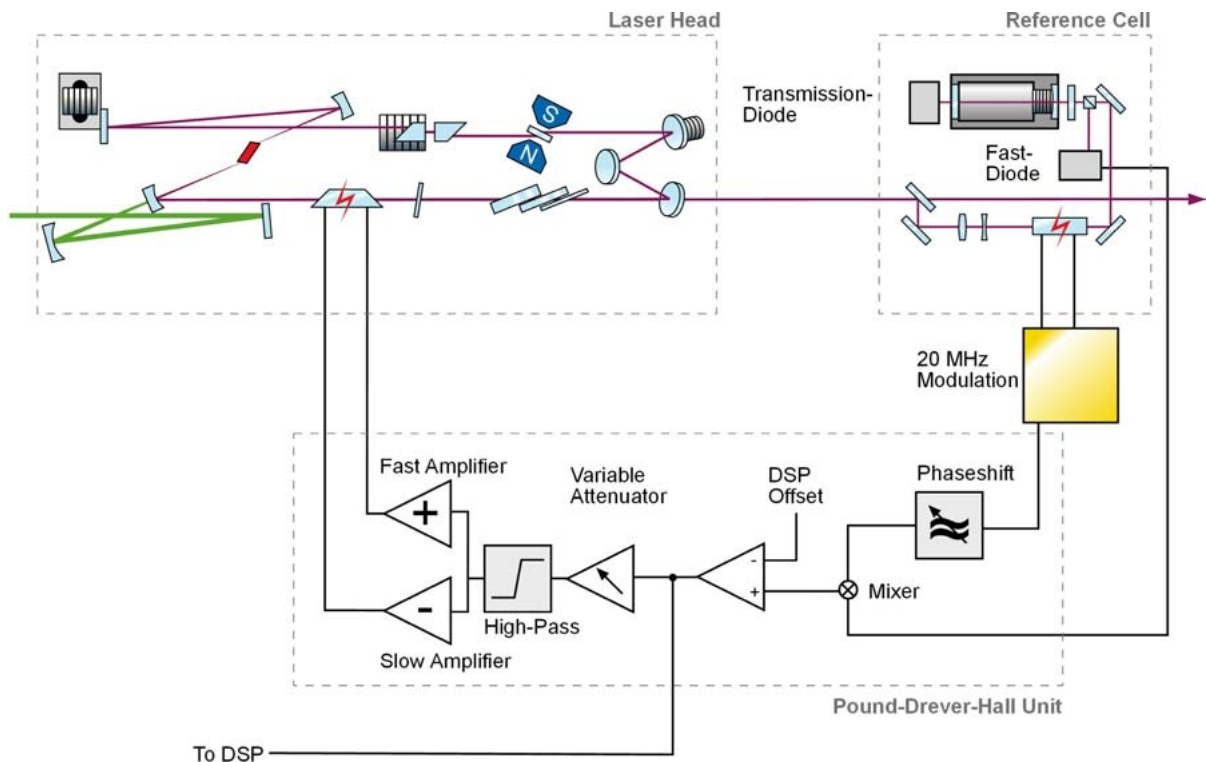 Laser Head
Reference Cell
S
N
Transmission-
Diode
Fast-
Diode
20 MHz
Modulation
Fast Amplifier
Variable
Attenuator
DSP
Offset
Phaseshift
+
-
+
Mixer
-
High-Pass
Slow Amplifier
Pound-Drever-Hall Unit
To DSP